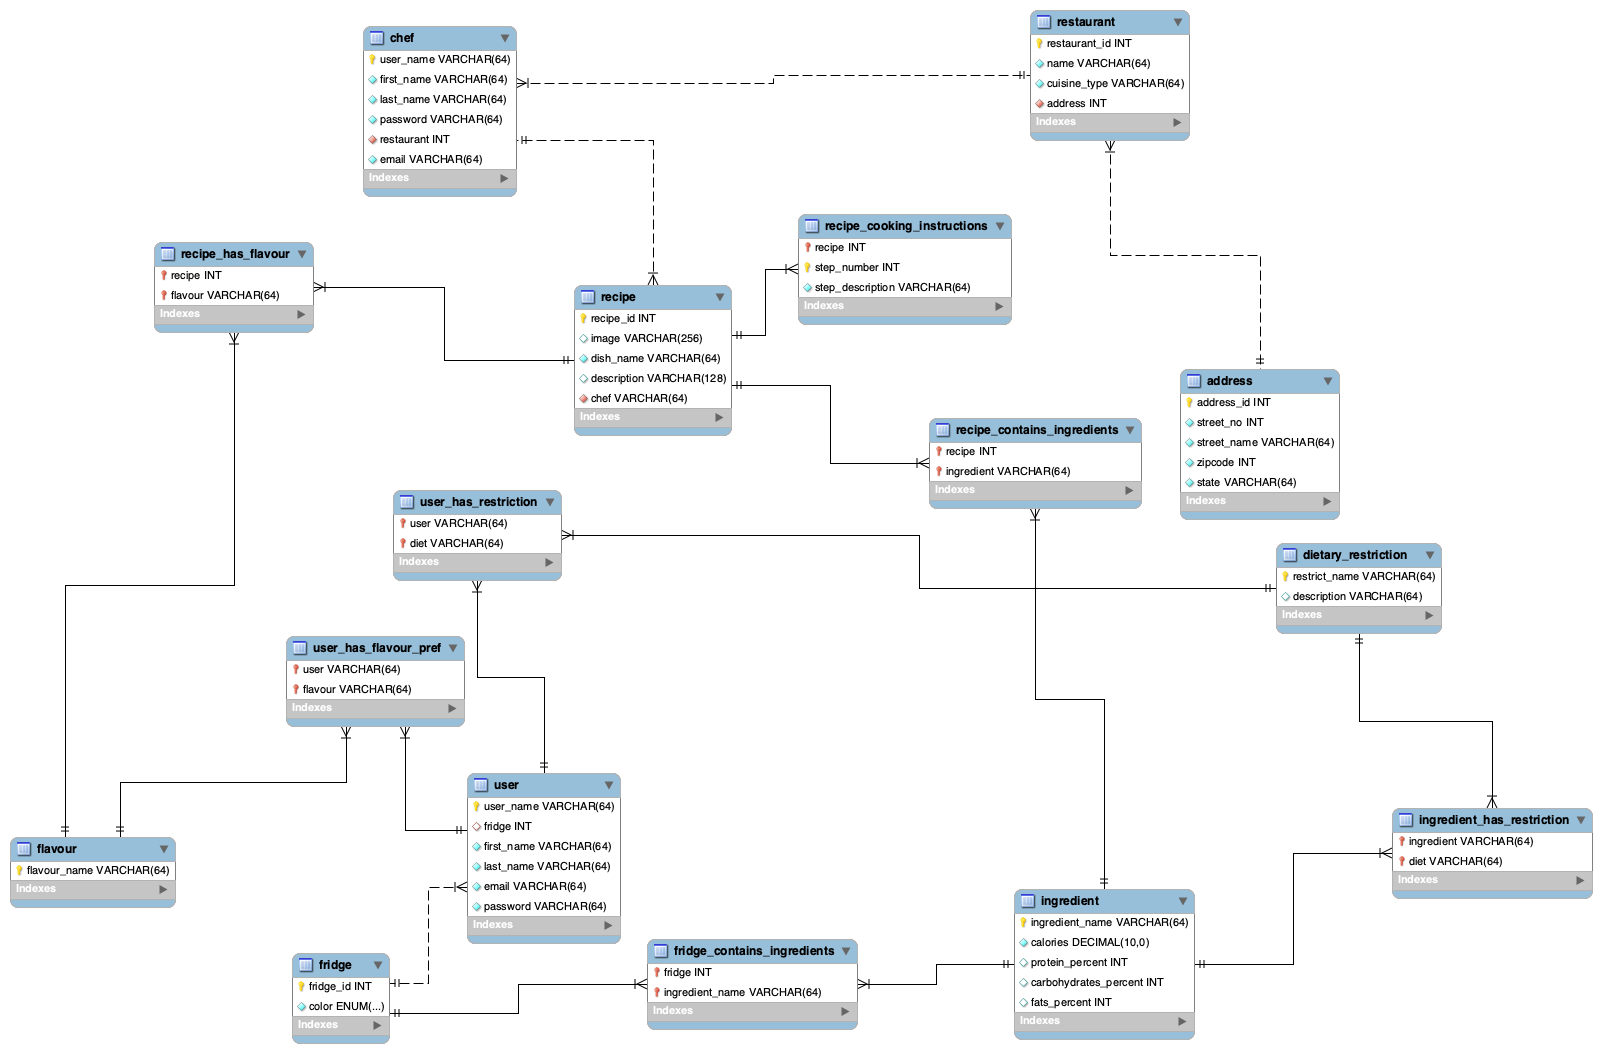 chef
user_name VARCHAR(64)
first_name VARCHAR(64)
last_name VARCHAR(64)
password VARCHAR(64)
restaurant INT
email VARCHAR(64)
Indexes
restaurant
restaurant_id INT
name VARCHAR(64)
cuisine_type VARCHAR(64)
address INT
Indexes
recipe_has_flavour
recipe INT
flavour VARCHAR(64)
Indexes
recipe_cooking_instructions
recipe INT
step_number INT
step_description VARCHAR(64)
Indexes
recipe
recipe_id INT
image VARCHAR(256)
dish_name VARCHAR(64)
description VARCHAR(128)
chef VARCHAR(64)
Indexes
address
address_id INT
street_no INT
street_name VARCHAR(64)
zipcode INT
state VARCHAR(64)
Indexes
recipe_contains_ingredients
recipe INT
ingredient VARCHAR(64)
Indexes
user_has_restriction
user VARCHAR(64)
diet VARCHAR(64)
Indexes
dietary_restriction
restrict_name VARCHAR(64)
description VARCHAR(64)
Indexes
user_has_flavour_pref
user VARCHAR(64)
flavour VARCHAR(64)
Indexes
user
user_name VARCHAR(64)
fridge INT
first_name VARCHAR(64)
last_name VARCHAR(64)
email VARCHAR(64)
password VARCHAR(64)
Indexes
flavour
flavour_name VARCHAR(64)
Indexes
ingredient_has_restriction
ingredient VARCHAR(64)
diet VARCHAR(64)
Indexes
ingredient
ingredient_name VARCHAR(64)
calories DECIMAL(10,0)
protein_percent INT
carbohydrates_percent INT
fats_percent INT
Indexes
fridge_contains_ingredients
fridge INT
ingredient_name VARCHAR(64)
Indexes
fridge
fridge_id INT
color ENUM(...)
Indexes